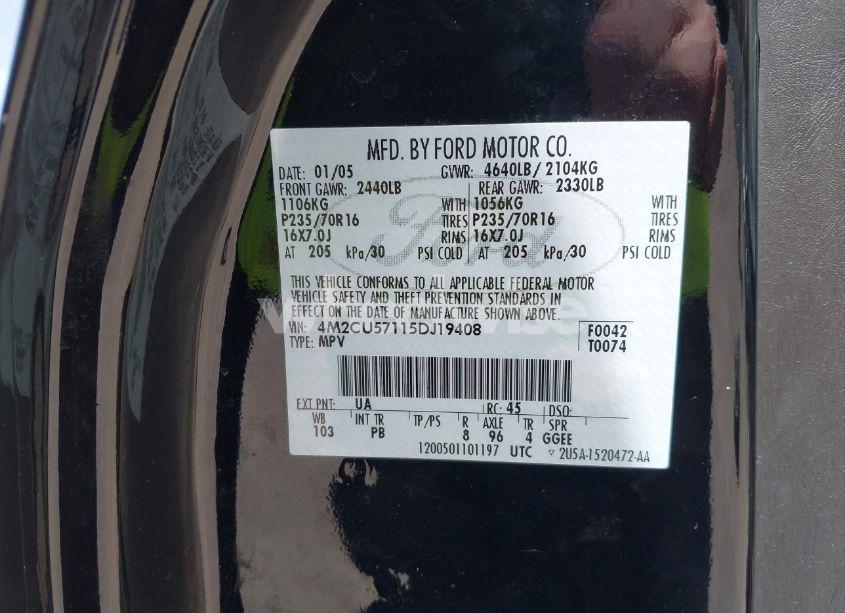 MFD. BY FORD MOTOR CO.
DATE: 01/05 GVWR: 4640LB/ 2104KG
FRONT GAWR: 2440LB REAR GAWR: 2330LB
1106KG WITH 1056KG WITH
P235/70R16 TIRES P235/70R16 TIRES
16X7.0J RIMS 16X7.0J RIMS
AT 205 kPa/30 PSI COLD AT 205 kPa/30 PSI COLD
Ford
THIS VEHICLE CONFORMS TO ALL APPLICABLE FEDERAL MOTOR
VEHICLE SAFETY AND THEFT PREVENTION STANDARDS IN
EFFECT ON THE DATE OF MANUFACTURE SHOWN ABOVE.
VIN: 4M2CU57115DJ19408 F0042
TYPE: MPV T0074
EXT PNT: UA RC: 45 DSO:
WB INT TR TP/PS R AXLE TR SPR
103 PB 8 96 4 GGEE
1200501101197 UTC ▽ 2U5A-1520472-AA